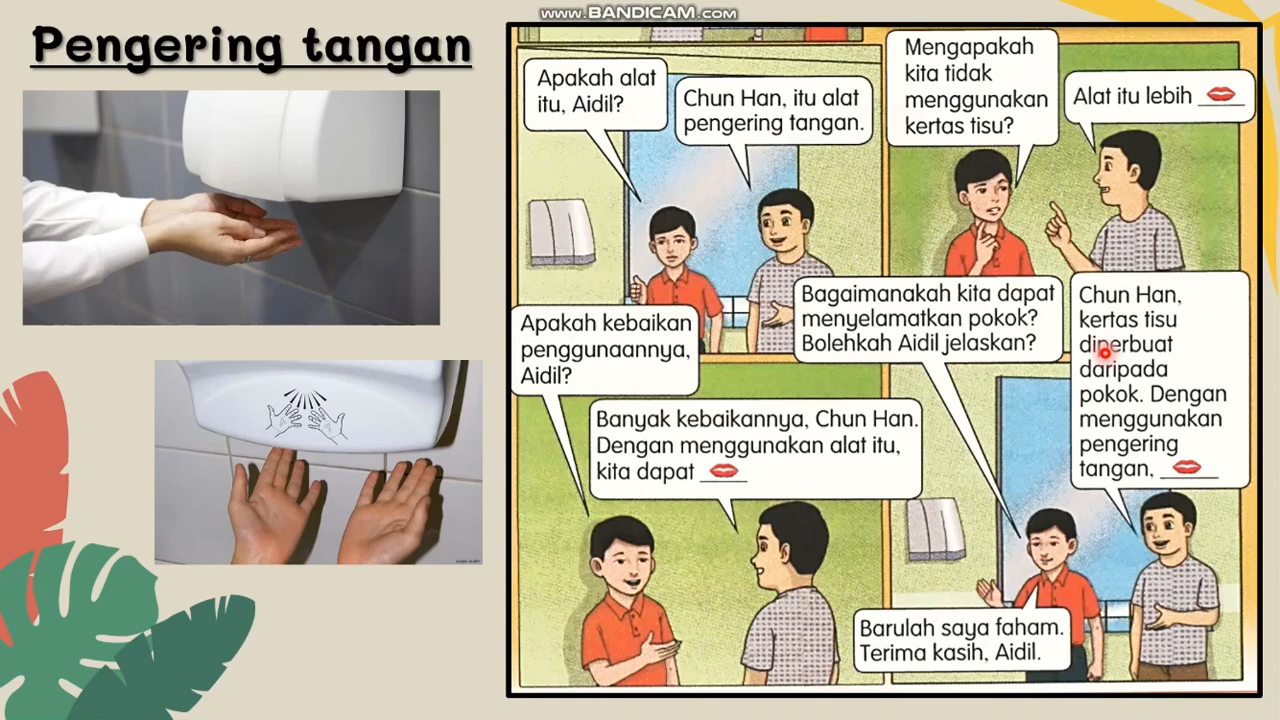 www.BANDICAM.com
Pengering tangan
Apakah alat
itu, Aidil?
Chun Han, itu alat
pengering tangan.
Mengapakah
kita tidak
menggunakan
kertas tisu?
Alat itu lebih ____
Apakah kebaikan
penggunaannya,
Aidil?
Banyak kebaikannya, Chun Han.
Dengan menggunakan alat itu,
kita dapat ____
Bagaimanakah kita dapat
menyelamatkan pokok?
Bolehkah Aidil jelaskan?
Chun Han,
kertas tisu
diperbuat
daripada
pokok. Dengan
menggunakan
pengering
tangan, ____
Barulah saya faham.
Terima kasih, Aidil.